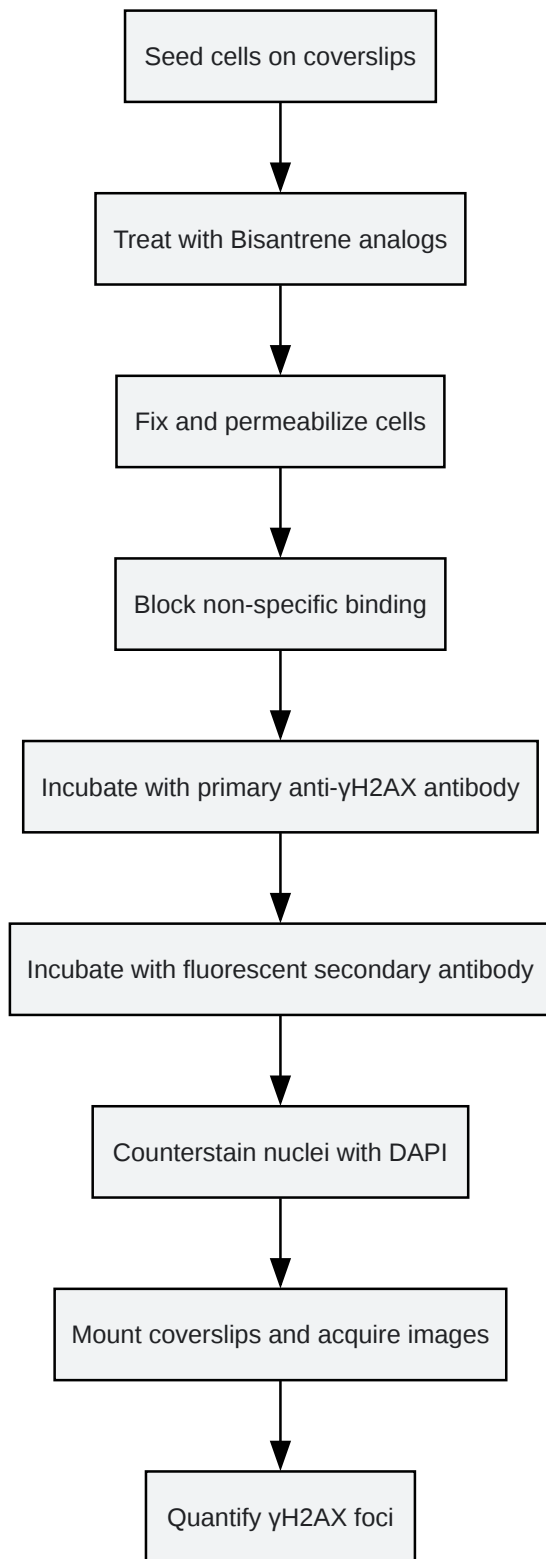 Seed cells on coverslips
Treat with Bisantrene analogs
Fix and permeabilize cells
Block non-specific binding
Incubate with primary anti-γH2AX antibody
Incubate with fluorescent secondary antibody
Counterstain nuclei with DAPI
Mount coverslips and acquire images
Quantify γH2AX foci